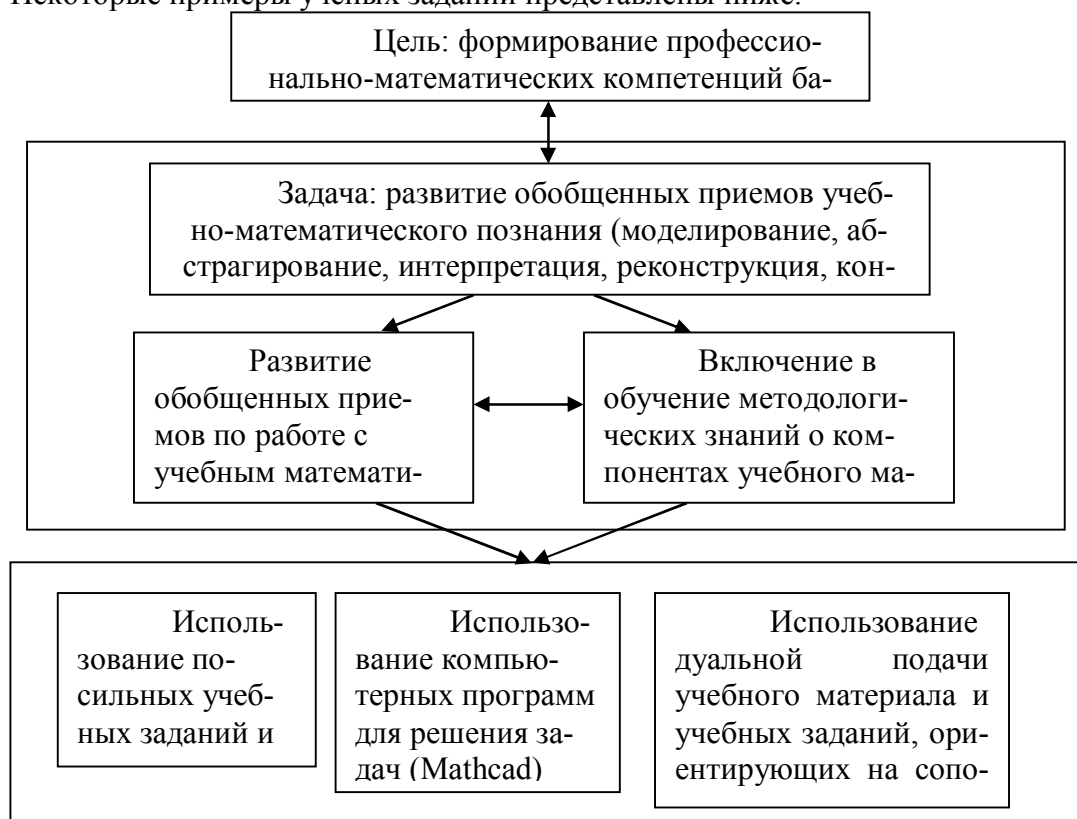 Некоторые примеры ученых заданий представлены ниже.
Цель: формирование профессио-
нально-математических компетенций ба-
Задача: развитие обобщенных приемов учеб-
но-математического познания (моделирование, аб-
страгирование, интерпретация, реконструкция, кон-
Развитие
обобщенных прие-
мов по работе с
учебным математи-
Включение в
обучение методологи-
ческих знаний о ком-
понентах учебного ма-
Исполь-
зование по-
сильных учеб-
ных заданий и
Использо-
вание компью-
терных программ
для решения за-
дач (Mathcad)
Использование
дуальной подачи
учебного материала и
учебных заданий, ори-
ентирующих на сопо-